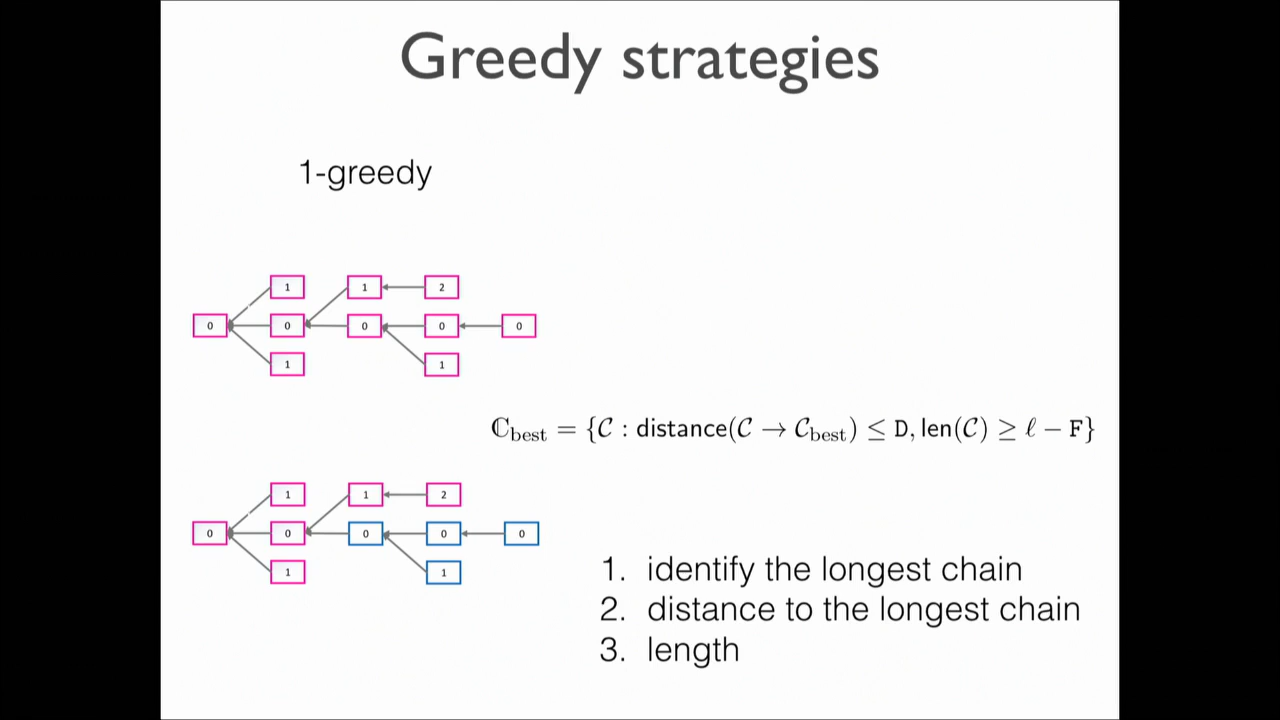 Greedy strategies
1-greedy
1 1 2
0 0 0 0 0
1 1
ℂbest = {𝒞 : distance(𝒞 → 𝒞best) ≤ D, len(𝒞) ≥ ℓ − F}
1 1 2
0 0 0 0 0
1 1
1. identify the longest chain
2. distance to the longest chain
3. length